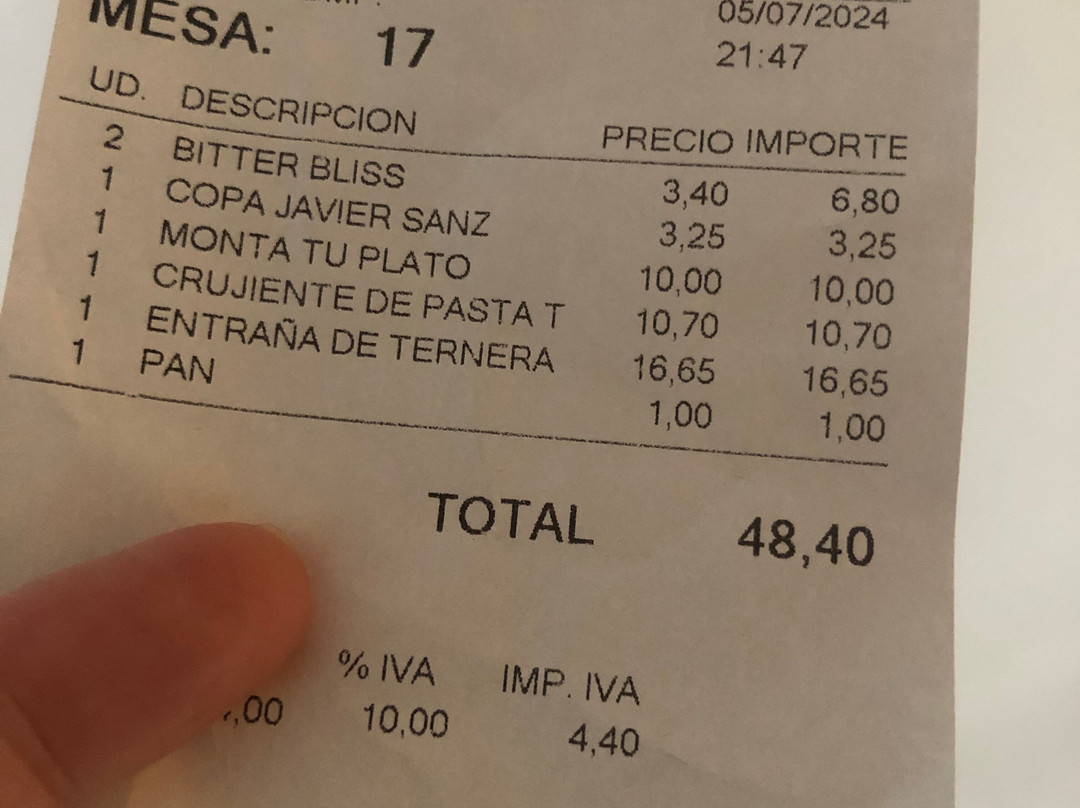 MESA: 17
05/07/2024
21:47
UD. DESCRIPCION PRECIO IMPORTE
2 BITTER BLISS 3,40 6,80
1 COPA JAVIER SANZ 3,25 3,25
1 MONTA TU PLATO 10,00 10,00
1 CRUJIENTE DE PASTA T 10,70 10,70
1 ENTRAÑA DE TERNERA 16,65 16,65
1 PAN 1,00 1,00
TOTAL 48,40
% IVA IMP. IVA
,00 10,00 4,40